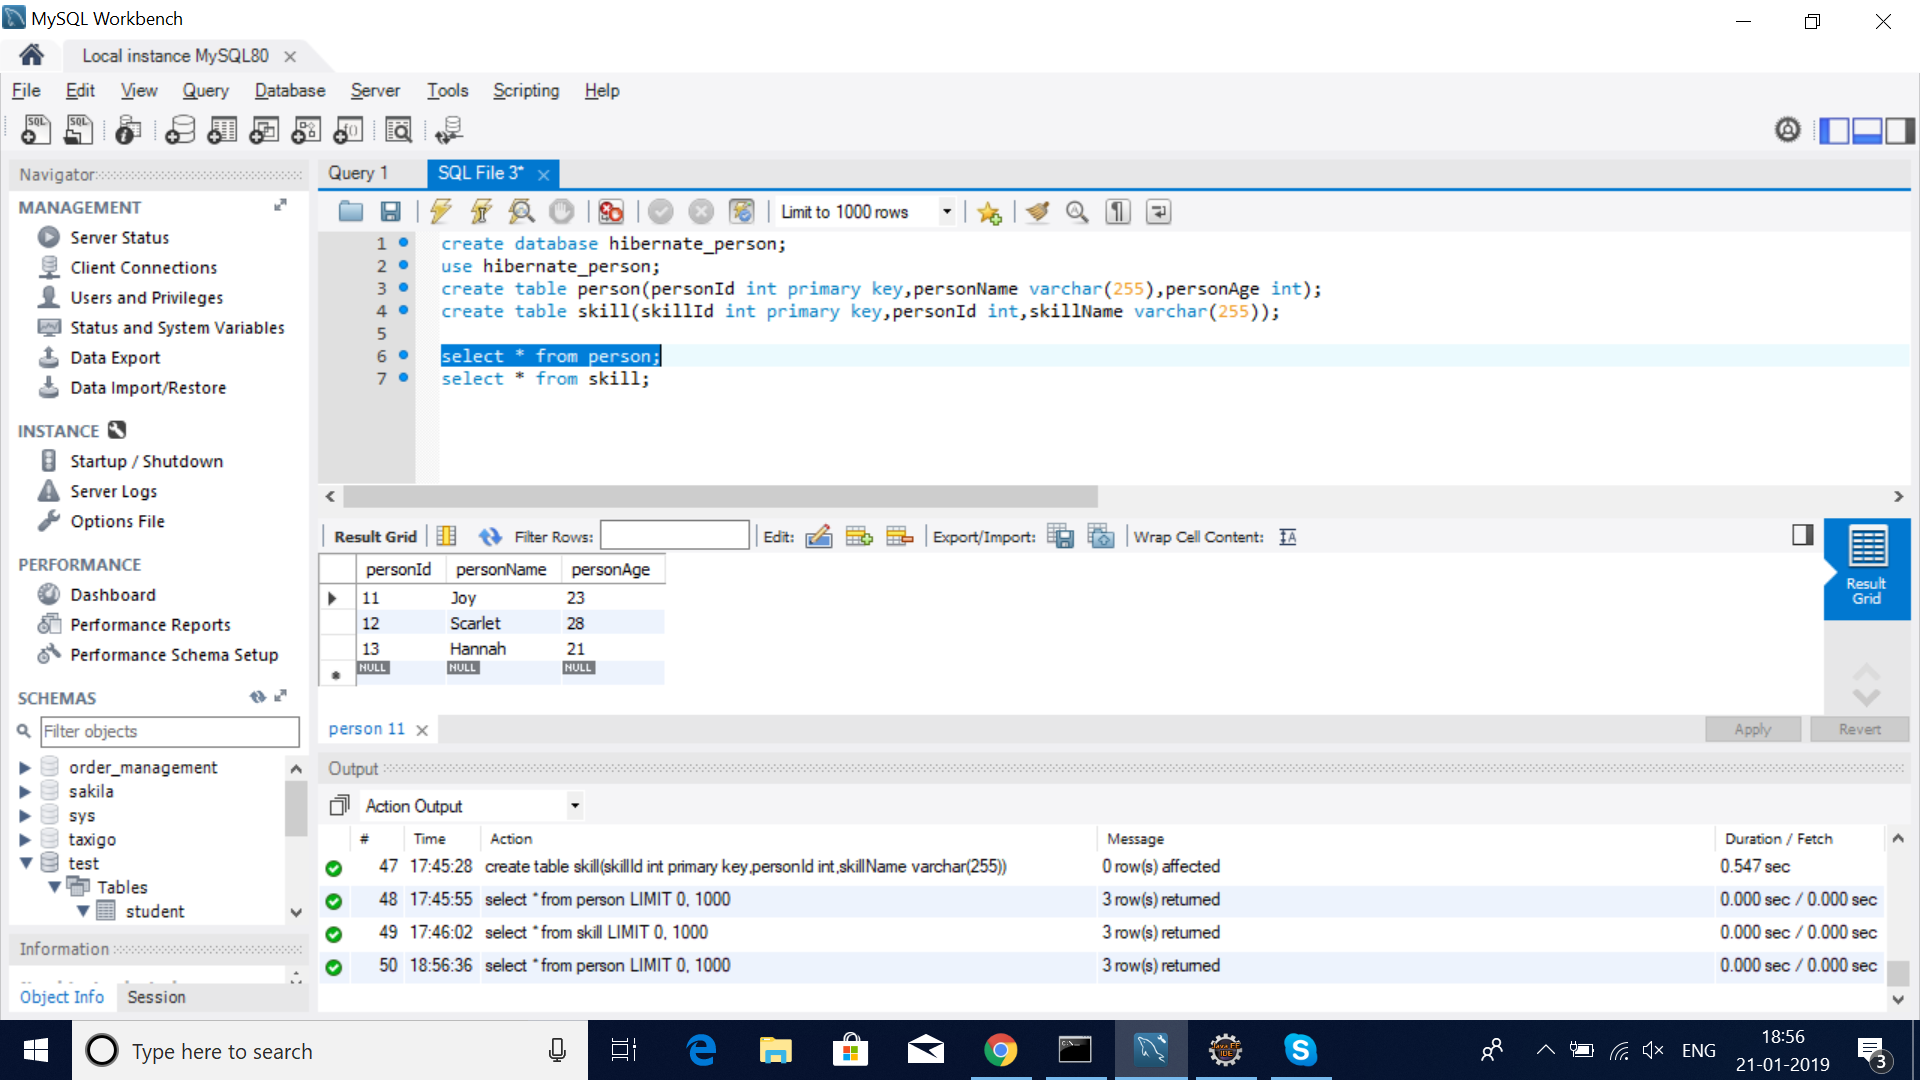 MySQL Workbench
Local instance MySQL80
File Edit View Query Database Server Tools Scripting Help
Navigator
MANAGEMENT
Server Status
Client Connections
Users and Privileges
Status and System Variables
Data Export
Data Import/Restore
INSTANCE
Startup / Shutdown
Server Logs
Options File
PERFORMANCE
Dashboard
Performance Reports
Performance Schema Setup
SCHEMAS
Filter objects
order_management
sakila
sys
taxigo
test
Tables
student
Information
Object Info Session
Query 1 SQL File 3*
Limit to 1000 rows
1 create database hibernate_person;
2 use hibernate_person;
3 create table person(personId int primary key,personName varchar(255),personAge int);
4 create table skill(skillId int primary key,personId int,skillName varchar(255));
5
6 select * from person;
7 select * from skill;
Result Grid Filter Rows: Edit: Export/Import: Wrap Cell Content:
Result
Grid
personId personName personAge
11 Joy 23
12 Scarlet 28
13 Hannah 21
NULL NULL NULL
person 11 Apply Revert
Output
Action Output
# Time Action Message Duration / Fetch
47 17:45:28 create table skill(skillId int primary key,personId int,skillName varchar(255)) 0 row(s) affected 0.547 sec
48 17:45:55 select * from person LIMIT 0, 1000 3 row(s) returned 0.000 sec / 0.000 sec
49 17:46:02 select * from skill LIMIT 0, 1000 3 row(s) returned 0.000 sec / 0.000 sec
50 18:56:36 select * from person LIMIT 0, 1000 3 row(s) returned 0.000 sec / 0.000 sec
Type here to search
ENG
18:56
21-01-2019
3